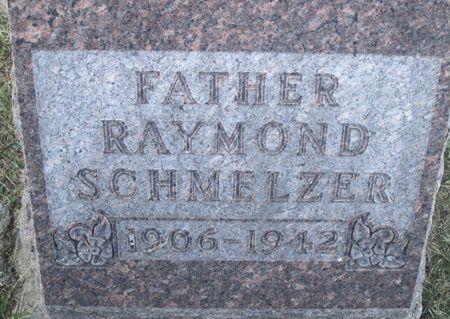 FATHER
RAYMOND
SCHMELZER
1906-1942